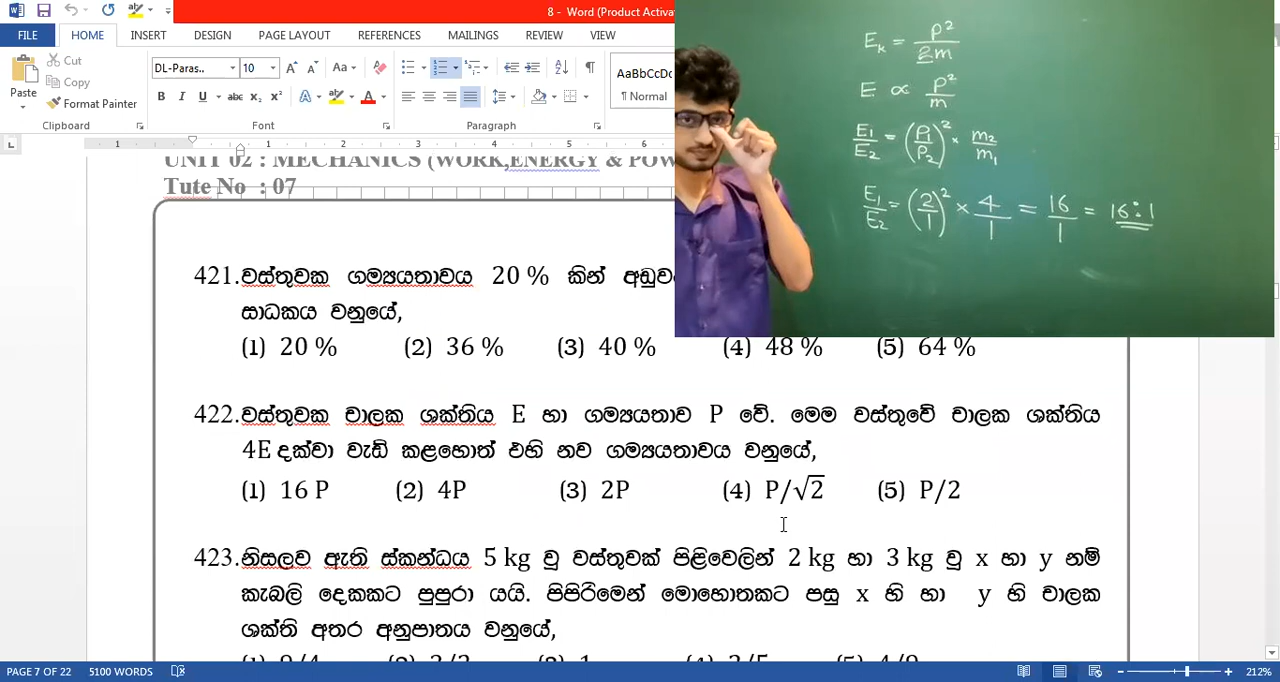 8 - Word (Product Activa
FILE HOME INSERT DESIGN PAGE LAYOUT REFERENCES MAILINGS REVIEW VIEW
Cut
Copy
Format Painter
Paste
Clipboard
DL-Paras.. 10
Font
Paragraph
AaBbCcDc
¶ Normal
UNIT 02 : MECHANICS (WORK,ENERGY & POW
Tute No : 07
Eₖ = P² / 2m
E ∝ P² / m
E₁/E₂ = (P₁/P₂)² × m₂/m₁
E₁/E₂ = (2/1)² × 4/1 = 16/1 = 16:1
421. වස්තුවක ගම්‍යයතාවය 20 % කින් අඩුව
සාධකය වනුයේ,
(1) 20 % (2) 36 % (3) 40 % (4) 48 % (5) 64 %
422. වස්තුවක චාලක ශක්තිය E හා ගම්‍යයතාව P වේ. මෙම වස්තුවේ චාලක ශක්තිය
4E දක්වා වැඩි කළහොත් එහි නව ගම්‍යයතාවය වනුයේ,
(1) 16 P (2) 4P (3) 2P (4) P/√2 (5) P/2
423. නිසලව ඇති ස්කන්ධය 5 kg වූ වස්තුවක් පිළිවෙලින් 2 kg හා 3 kg වූ x හා y නම්
කැබලි දෙකකට පුපුරා යයි. පිපිරීමෙන් මොහොතකට පසු x හි හා y හි චාලක
ශක්ති අතර අනුපාතය වනුයේ,
PAGE 7 OF 22 5100 WORDS 212%